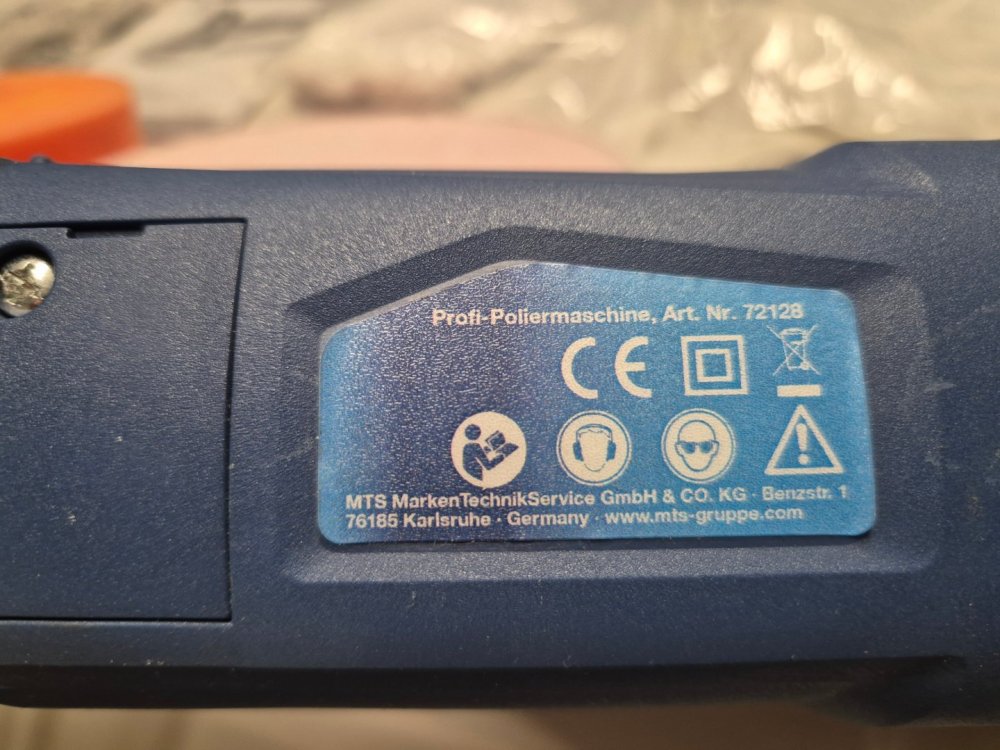 Profi-Poliermaschine, Art. Nr. 72128
CE
MTS MarkenTechnikService GmbH & CO. KG · Benzstr. 1
76185 Karlsruhe · Germany · www.mts-gruppe.com